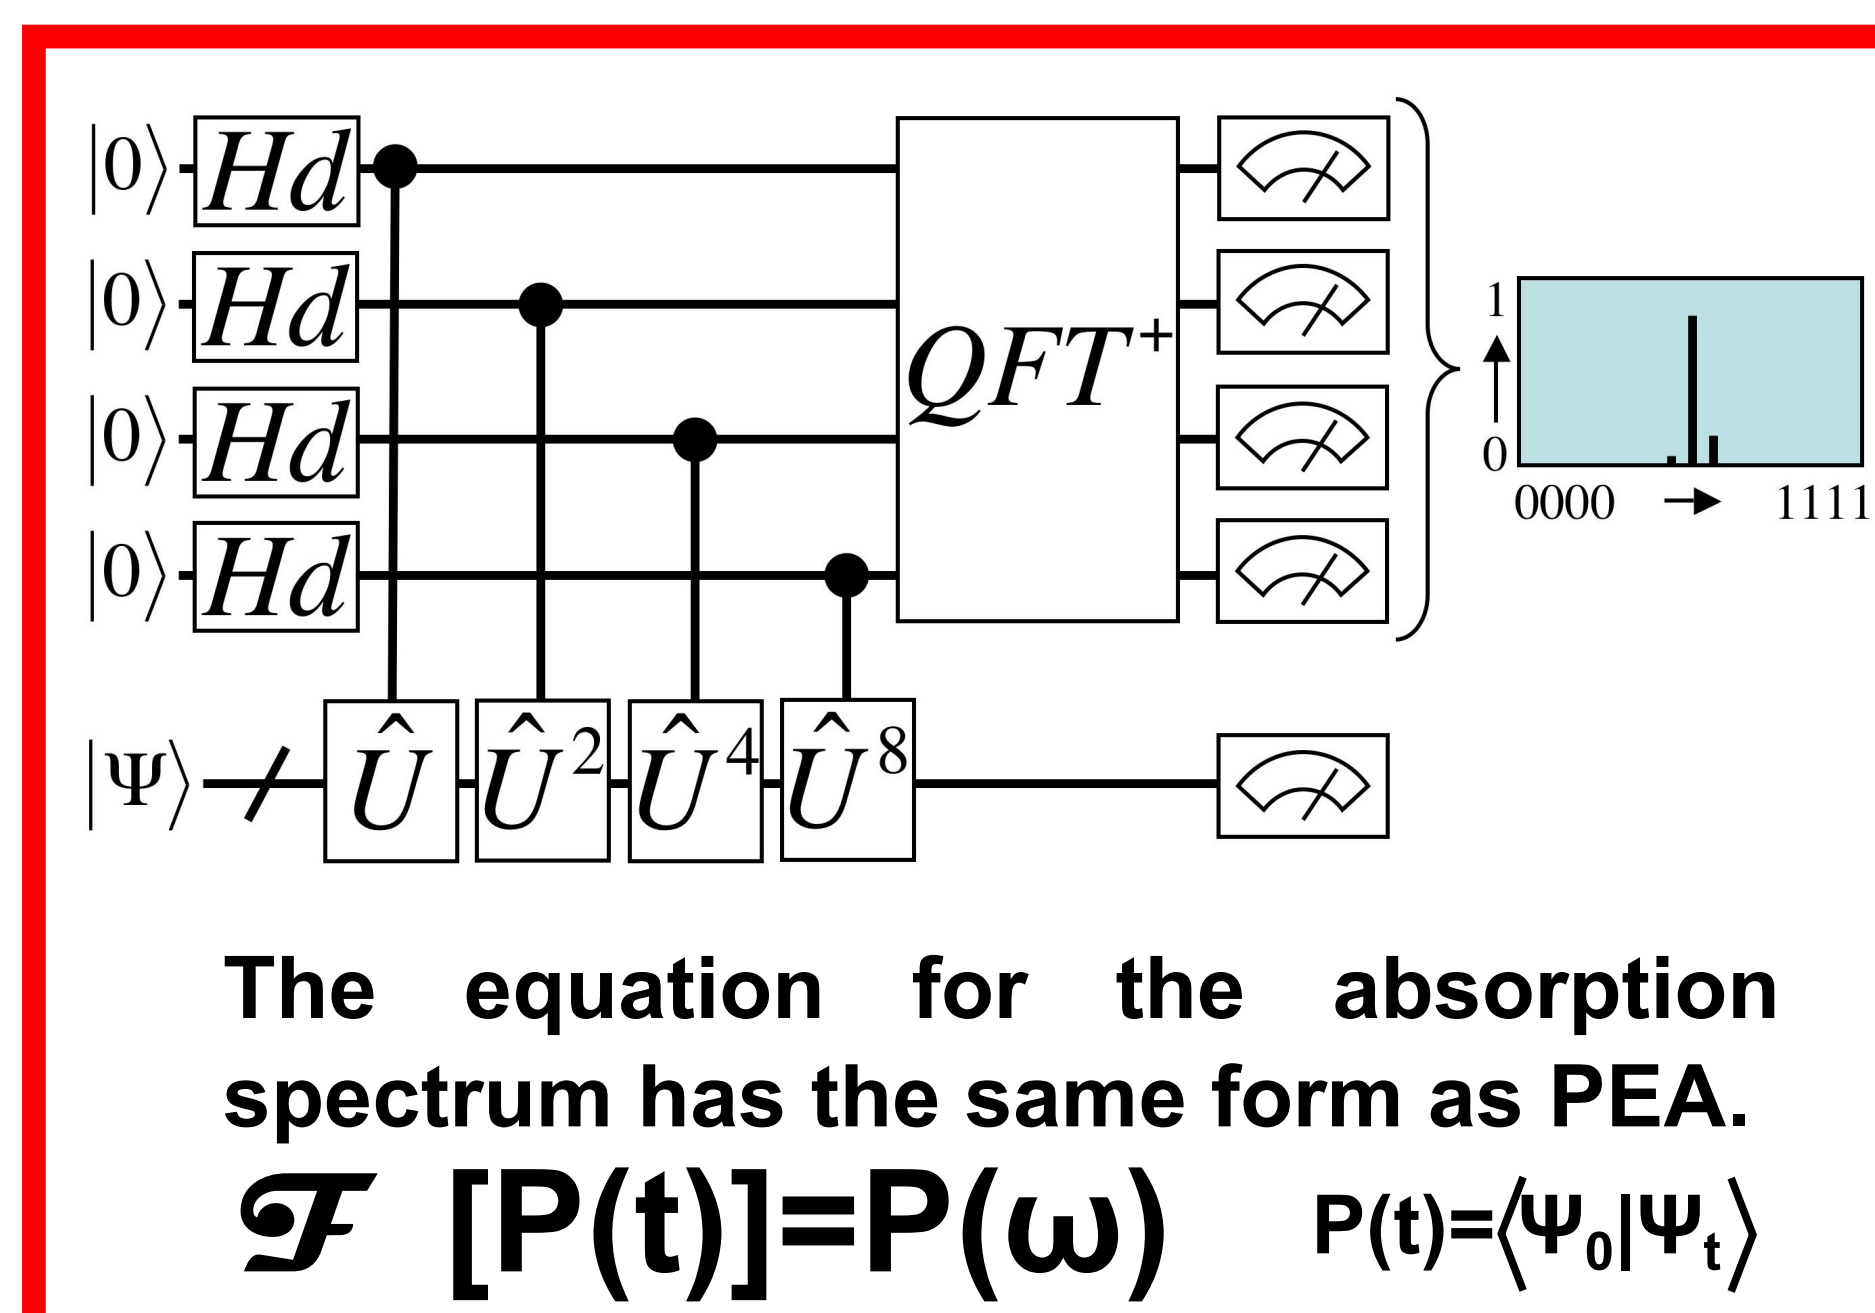 |0⟩ Hd
|0⟩ Hd
|0⟩ Hd
|0⟩ Hd
QFT⁺
1
0
0000 → 1111
|Ψ⟩ Û Û² Û⁴ Û⁸
The equation for the absorption
spectrum has the same form as PEA.
ℱ [P(t)]=P(ω) P(t)=⟨Ψ₀|Ψₜ⟩